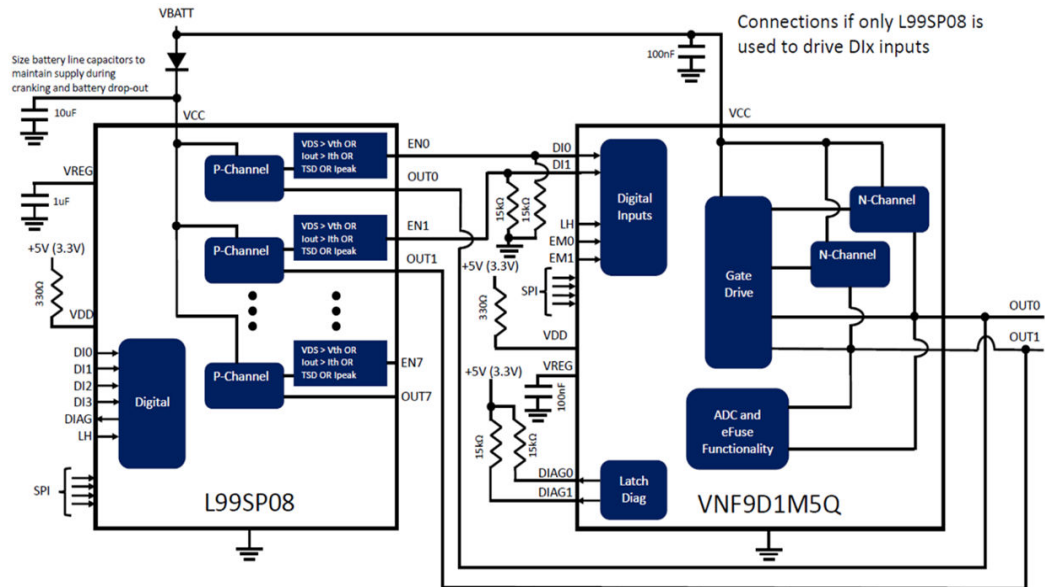 VBATT
Connections if only L99SP08 is
used to drive DIx inputs
100nF
Size battery line capacitors to
maintain supply during
cranking and battery drop-out
10uF
VCC
VCC
VREG
1uF
+5V (3.3V)
330Ω
VDD
DI0
DI1
DI2
DI3
DIAG
LH
SPI
Digital
P-Channel
VDS > Vth OR
Iout > Ith OR
TSD OR Ipeak
EN0
OUT0
P-Channel
VDS > Vth OR
Iout > Ith OR
TSD OR Ipeak
EN1
OUT1
P-Channel
VDS > Vth OR
Iout > Ith OR
TSD OR Ipeak
EN7
OUT7
L99SP08
15kΩ
15kΩ
DI0
DI1
LH
EM0
EM1
SPI
Digital
Inputs
+5V (3.3V)
330Ω
VDD
VREG
100nF
+5V (3.3V)
15kΩ
15kΩ
DIAG0
DIAG1
Latch
Diag
Gate
Drive
N-Channel
N-Channel
OUT0
OUT1
ADC and
eFuse
Functionality
VNF9D1M5Q